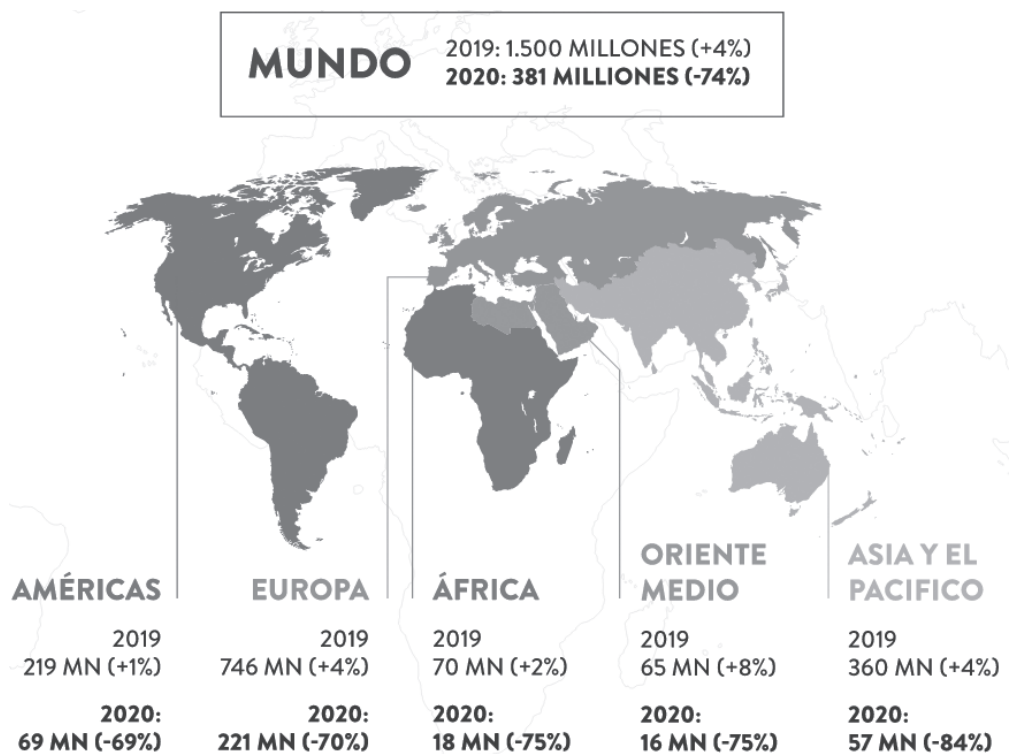 MUNDO
2019: 1.500 MILLONES (+4%)
2020: 381 MILLIONES (-74%)
AMÉRICAS
2019
219 MN (+1%)
2020:
69 MN (-69%)
EUROPA
2019
746 MN (+4%)
2020:
221 MN (-70%)
ÁFRICA
2019
70 MN (+2%)
2020:
18 MN (-75%)
ORIENTE
MEDIO
2019
65 MN (+8%)
2020:
16 MN (-75%)
ASIA Y EL
PACIFICO
2019
360 MN (+4%)
2020:
57 MN (-84%)